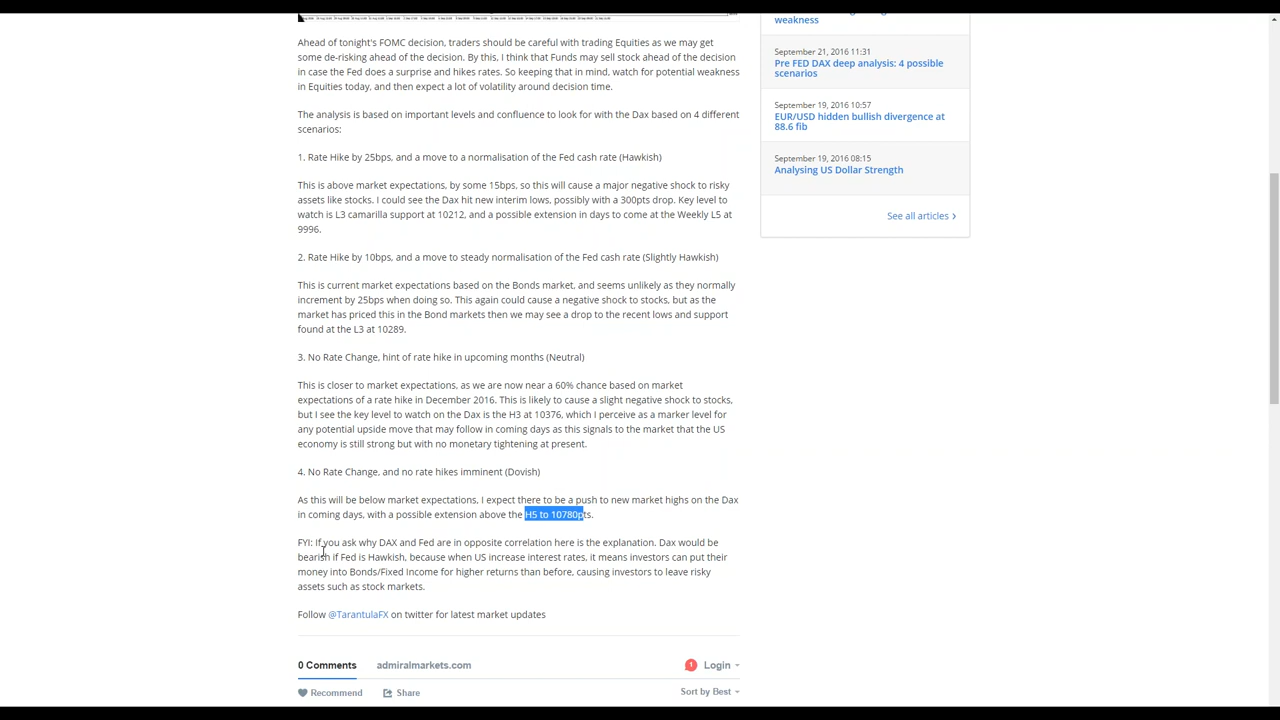 Ahead of tonight's FOMC decision, traders should be careful with trading Equities as we may get
some de-risking ahead of the decision. By this, I think that Funds may sell stock ahead of the decision
in case the Fed does a surprise and hikes rates. So keeping that in mind, watch for potential weakness
in Equities today, and then expect a lot of volatility around decision time.
The analysis is based on important levels and confluence to look for with the Dax based on 4 different
scenarios:
1. Rate Hike by 25bps, and a move to a normalisation of the Fed cash rate (Hawkish)
This is above market expectations, by some 15bps, so this will cause a major negative shock to risky
assets like stocks. I could see the Dax hit new interim lows, possibly with a 300pts drop. Key level to
watch is L3 camarilla support at 10212, and a possible extension in days to come at the Weekly L5 at
9996.
2. Rate Hike by 10bps, and a move to steady normalisation of the Fed cash rate (Slightly Hawkish)
This is current market expectations based on the Bonds market, and seems unlikely as they normally
increment by 25bps when doing so. This again could cause a negative shock to stocks, but as the
market has priced this in the Bond markets then we may see a drop to the recent lows and support
found at the L3 at 10289.
3. No Rate Change, hint of rate hike in upcoming months (Neutral)
This is closer to market expectations, as we are now near a 60% chance based on market
expectations of a rate hike in December 2016. This is likely to cause a slight negative shock to stocks,
but I see the key level to watch on the Dax is the H3 at 10376, which I perceive as a marker level for
any potential upside move that may follow in coming days as this signals to the market that the US
economy is still strong but with no monetary tightening at present.
4. No Rate Change, and no rate hikes imminent (Dovish)
As this will be below market expectations, I expect there to be a push to new market highs on the Dax
in coming days, with a possible extension above the H5 to 10780pts.
FYI: If you ask why DAX and Fed are in opposite correlation here is the explanation. Dax would be
bearish if Fed is Hawkish, because when US increase interest rates, it means investors can put their
money into Bonds/Fixed Income for higher returns than before, causing investors to leave risky
assets such as stock markets.
Follow @TarantulaFX on twitter for latest market updates
0 Comments admiralmarkets.com 1 Login
Recommend Share Sort by Best
weakness
September 21, 2016 11:31
Pre FED DAX deep analysis: 4 possible
scenarios
September 19, 2016 10:57
EUR/USD hidden bullish divergence at
88.6 fib
September 19, 2016 08:15
Analysing US Dollar Strength
See all articles